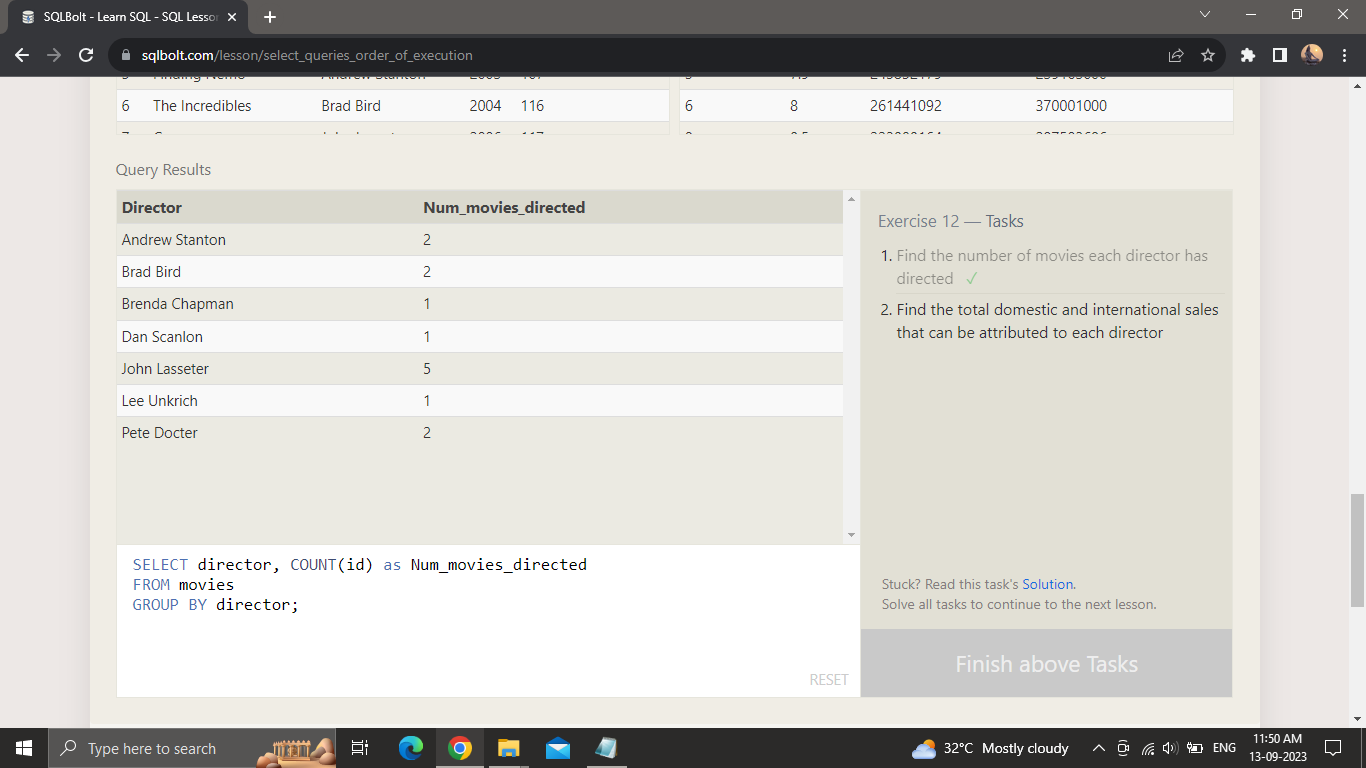 SQLBolt - Learn SQL - SQL Lesson
sqlbolt.com/lesson/select_queries_order_of_execution
6 The Incredibles Brad Bird 2004 116 6 8 261441092 370001000
Query Results
Director Num_movies_directed
Andrew Stanton 2
Brad Bird 2
Brenda Chapman 1
Dan Scanlon 1
John Lasseter 5
Lee Unkrich 1
Pete Docter 2
Exercise 12 — Tasks
1. Find the number of movies each director has
directed ✓
2. Find the total domestic and international sales
that can be attributed to each director
Stuck? Read this task's Solution.
Solve all tasks to continue to the next lesson.
Finish above Tasks
SELECT director, COUNT(id) as Num_movies_directed
FROM movies
GROUP BY director;
RESET
Type here to search
32°C Mostly cloudy
ENG
11:50 AM
13-09-2023